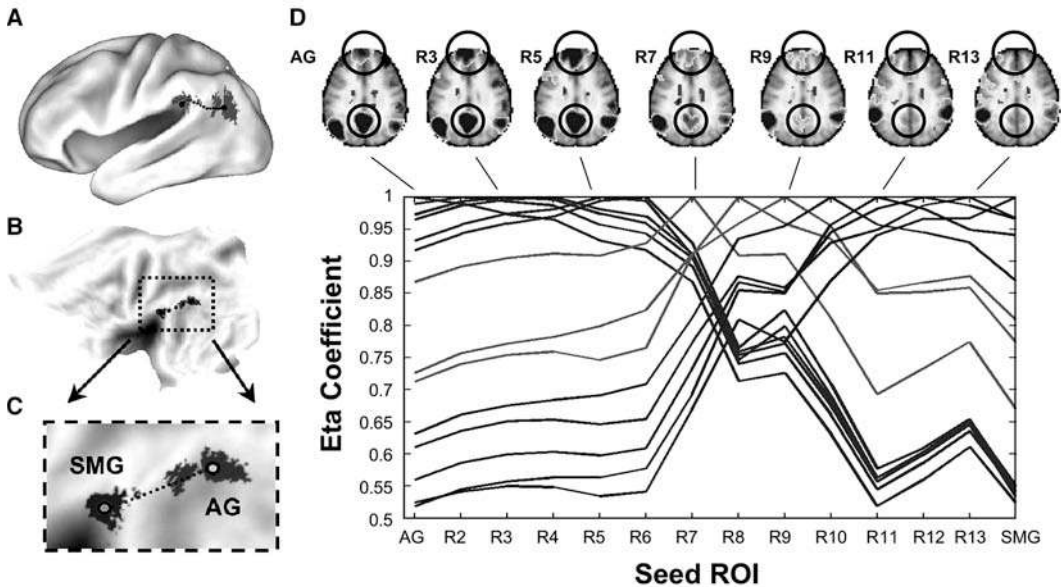 A
B
C
SMG
AG
D
AG
R3
R5
R7
R9
R11
R13
Eta Coefficient
1
0.95
0.9
0.85
0.8
0.75
0.7
0.65
0.6
0.55
0.5
AG R2 R3 R4 R5 R6 R7 R8 R9 R10 R11 R12 R13 SMG
Seed ROI